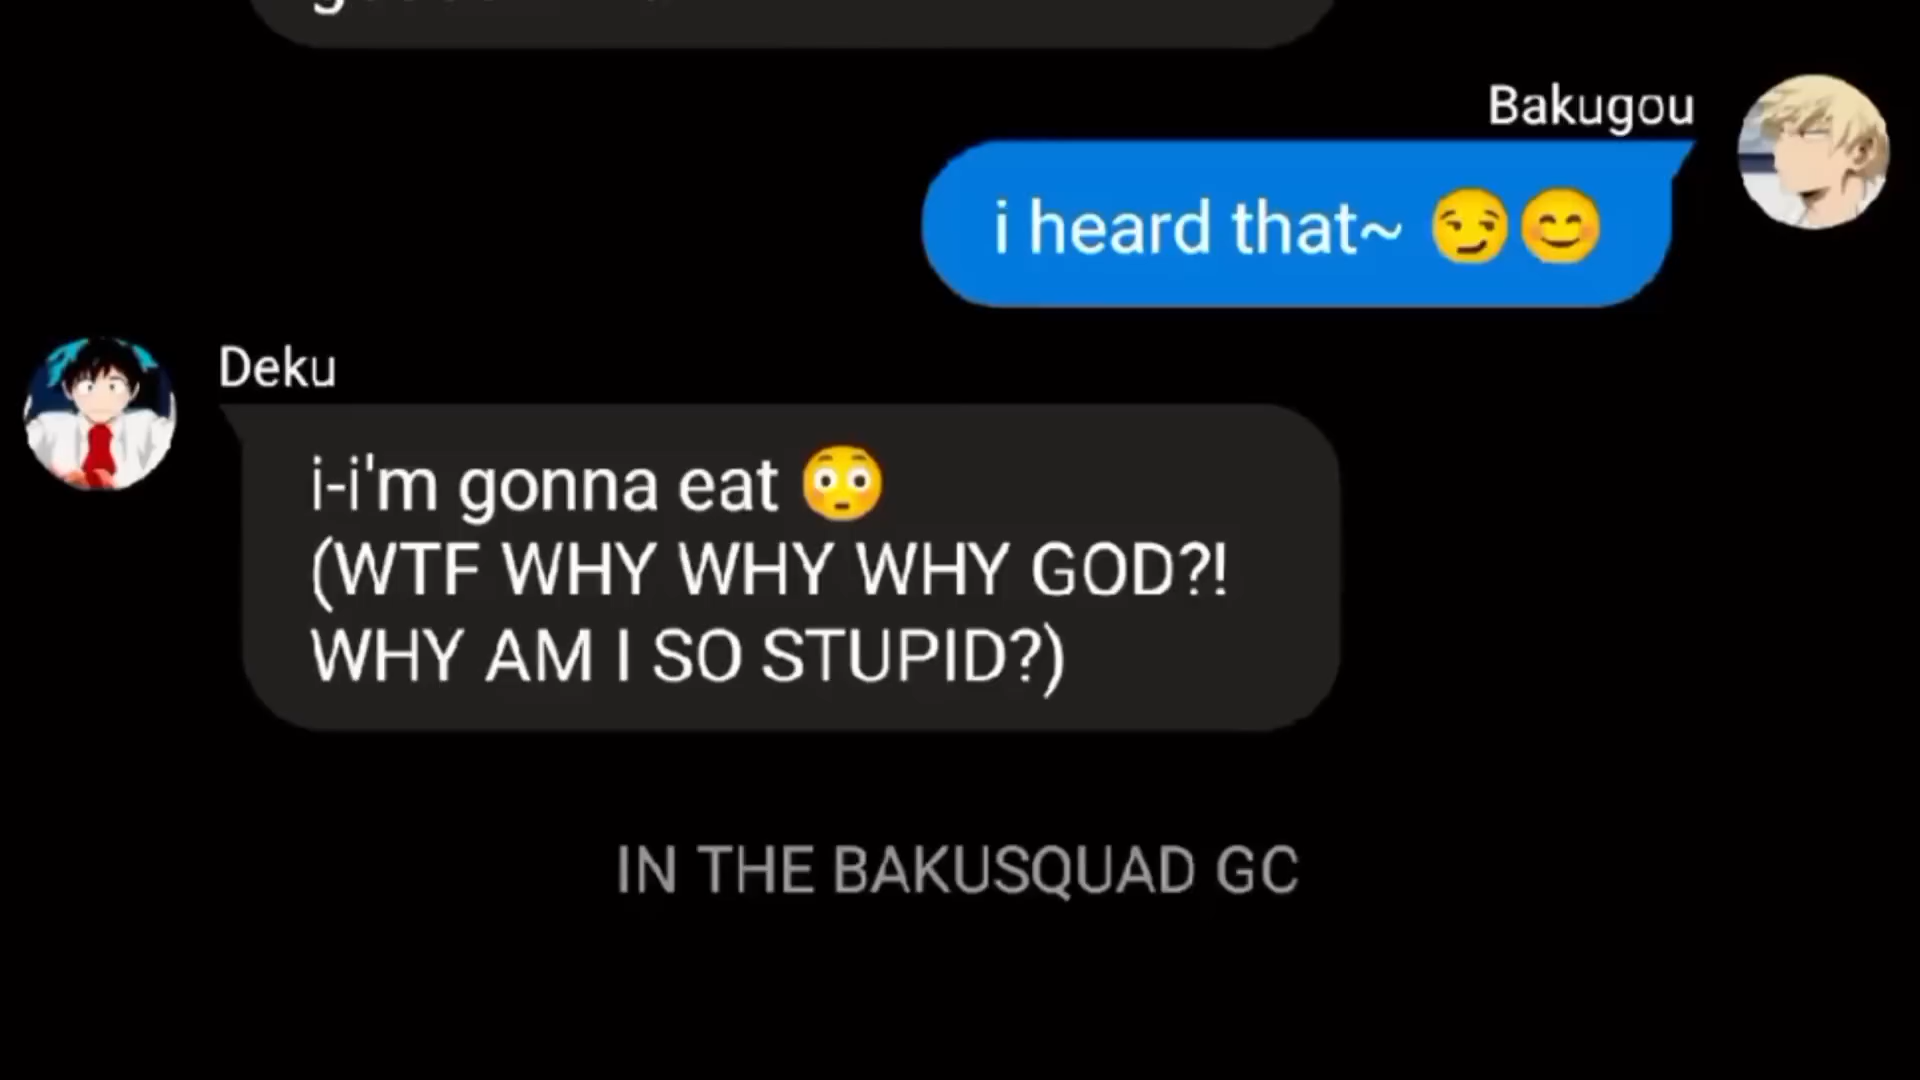 Bakugou
i heard that~ 😏😊
Deku
i-i'm gonna eat 😳
(WTF WHY WHY WHY GOD?!
WHY AM I SO STUPID?)
IN THE BAKUSQUAD GC